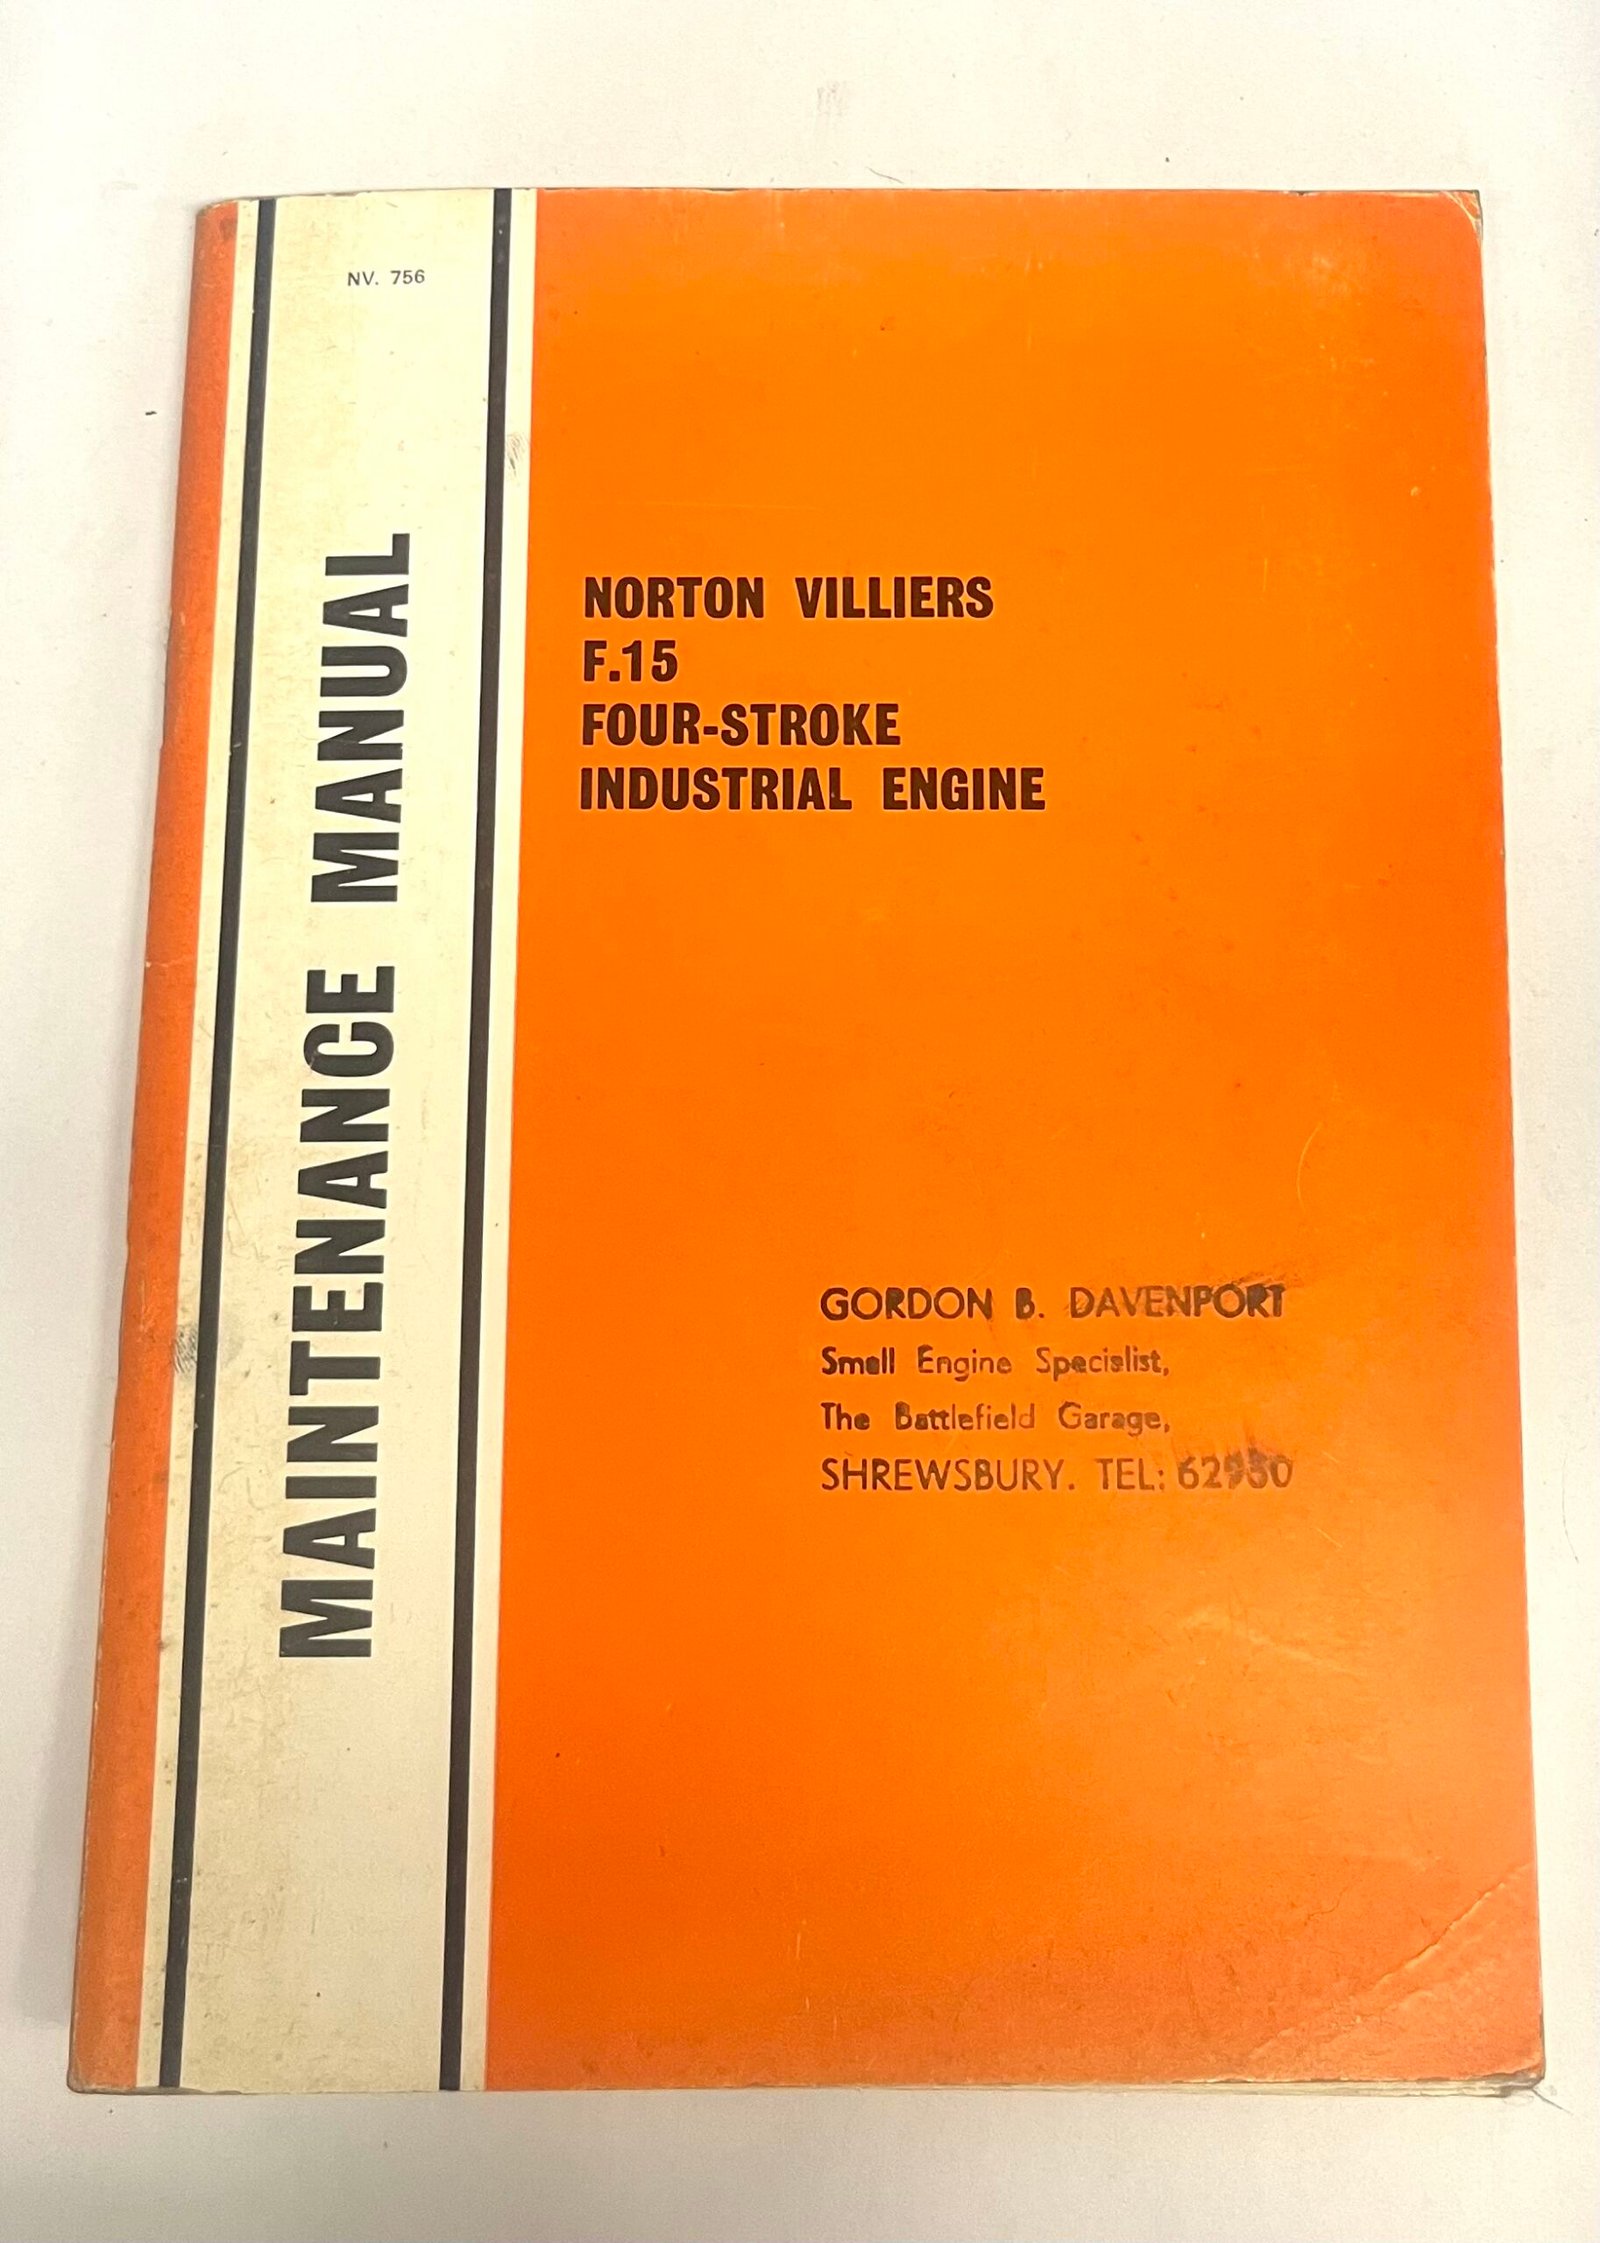 NV. 756
MAINTENANCE MANUAL
NORTON VILLIERS
F.15
FOUR-STROKE
INDUSTRIAL ENGINE
GORDON B. DAVENPORT
Small Engine Specialist,
The Battlefield Garage,
SHREWSBURY. TEL: